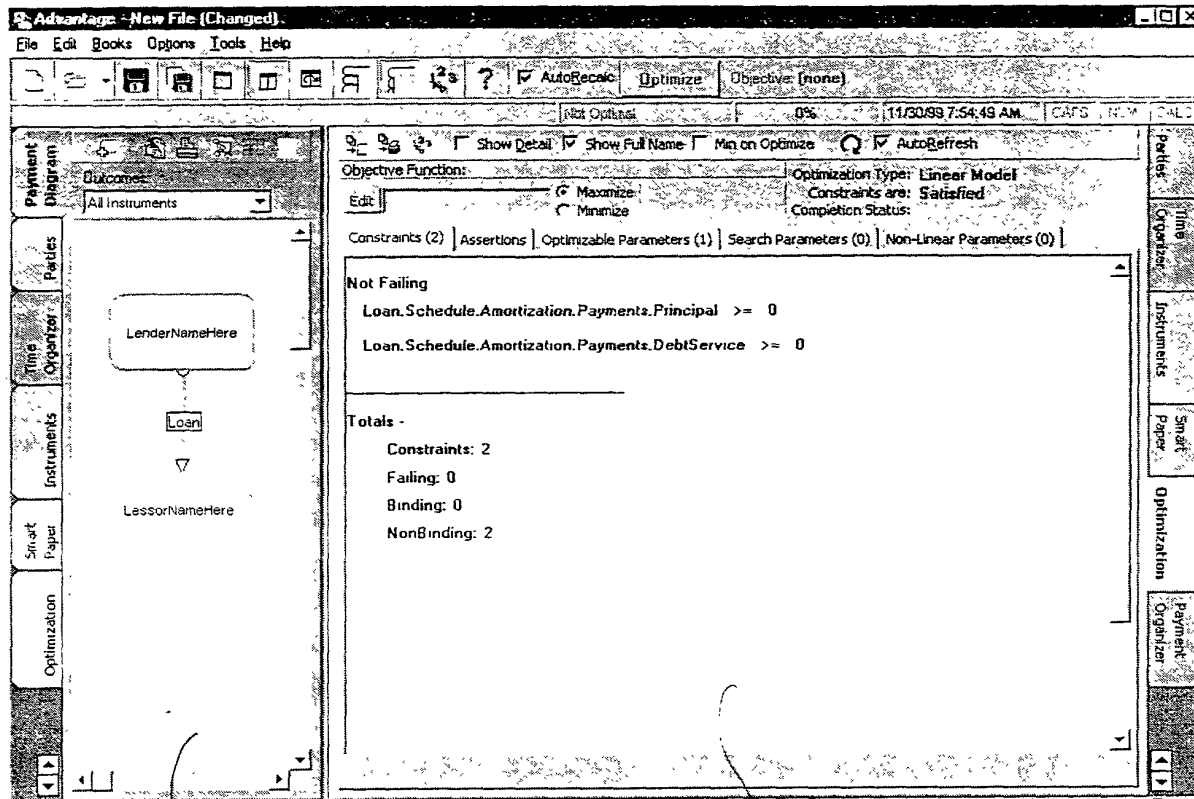 Advantage - New File (Changed)
File Edit Books Options Tools Help
AutoRecalc Optimize Objective: (none)
Not Optimal 0% 11/30/99 7:54:49 AM CAPS NUM
Show Detail Show Full Name Min on Optimize AutoRefresh
Payment Diagram
Parties
Time Organizer
Instruments
Smart Paper
Optimization
Outcomes:
All Instruments
LenderNameHere
Loan
LessorNameHere
Objective Function:
Edit
Maximize
Minimize
Optimization Type: Linear Model
Constraints are: Satisfied
Completion Status:
Constraints (2) Assertions Optimizable Parameters (1) Search Parameters (0) Non-Linear Parameters (0)
Not Failing
Loan.Schedule.Amortization.Payments.Principal >= 0
Loan.Schedule.Amortization.Payments.DebtService >= 0
Totals -
Constraints: 2
Failing: 0
Binding: 0
NonBinding: 2
Parties
Time Organizer
Instruments
Smart Paper
Optimization
Payment Organizer